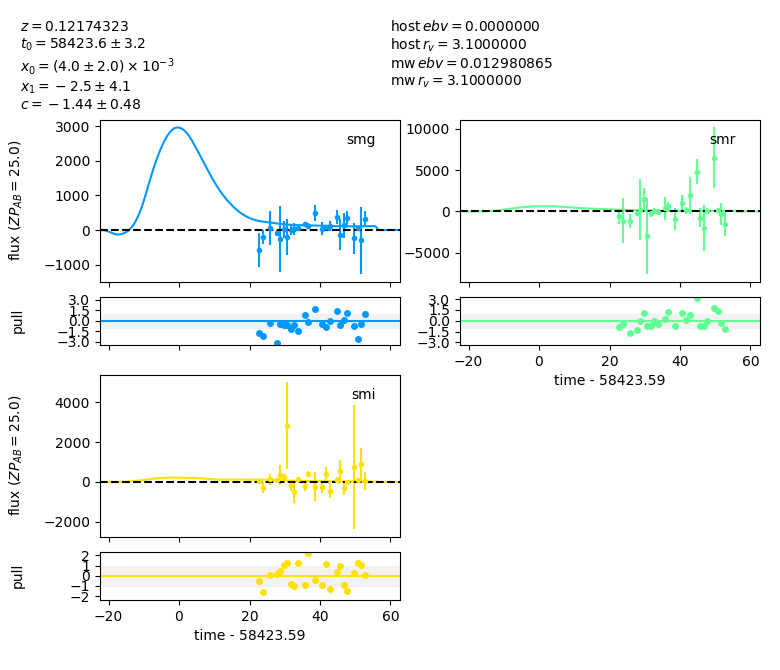 z = 0.12174323
t₀ = 58423.6 ± 3.2
x₀ = (4.0 ± 2.0) × 10⁻³
x₁ = −2.5 ± 4.1
c = −1.44 ± 0.48
host ebv = 0.0000000
host r_v = 3.1000000
mw ebv = 0.012980865
mw r_v = 3.1000000
flux (ZP_AB = 25.0)
3000
2000
1000
0
−1000
smg
10000
5000
0
−5000
smr
pull
3.0
1.5
0.0
−1.5
−3.0
3.0
1.5
0.0
−1.5
−3.0
−20 0 20 40 60
time - 58423.59
flux (ZP_AB = 25.0)
4000
2000
0
−2000
smi
pull
2
1
0
−1
−2
−20 0 20 40 60
time - 58423.59